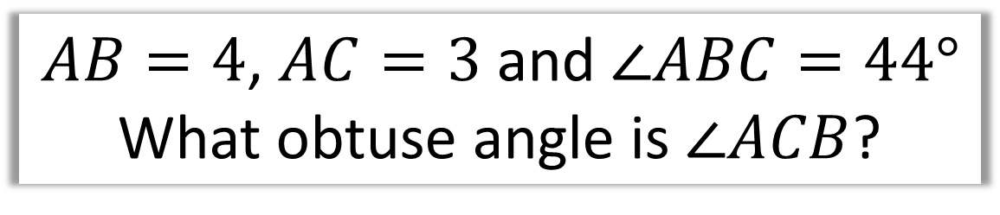 𝐴𝐵 = 4, 𝐴𝐶 = 3 and ∠𝐴𝐵𝐶 = 44°
What obtuse angle is ∠𝐴𝐶𝐵?